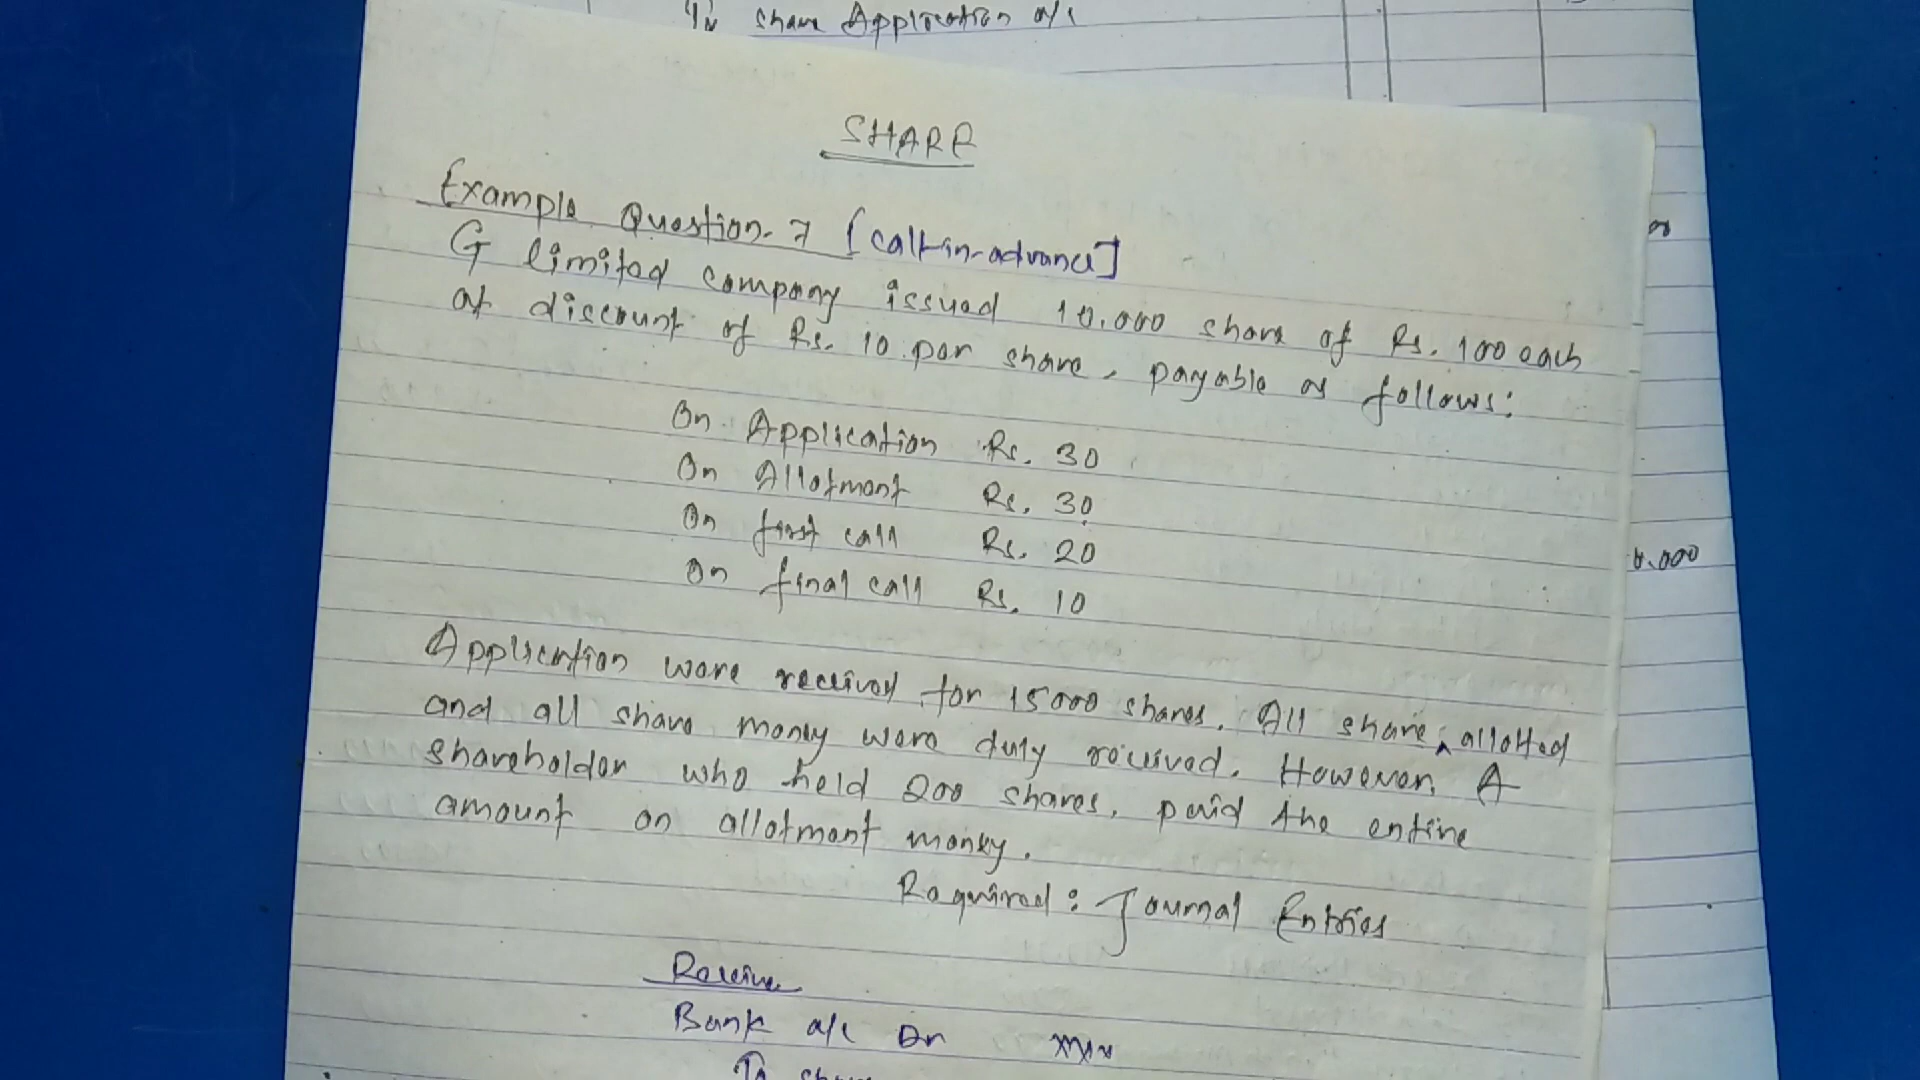 To Share Application a/c
SHARE
Example Question-7 [call-in-advance]
G limited company issued 10,000 share of Rs. 100 each
at discount of Rs. 10 per share, payable as follows:
On Application Rs. 30
On Allotment Rs. 30
On first call Rs. 20
On final call Rs. 10
0.000
Application were received for 15000 shares. All share allotted
and all share money were duly received. However, A
shareholder who held 200 shares, paid the entire
amount on allotment money.
Required: Journal Entries
Receive
Bank a/c Dr xxx
To